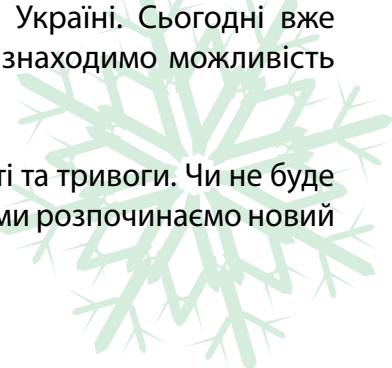 Україні. Сьогодні вже
знаходимо можливість
ті та тривоги. Чи не буде
ми розпочинаємо новий